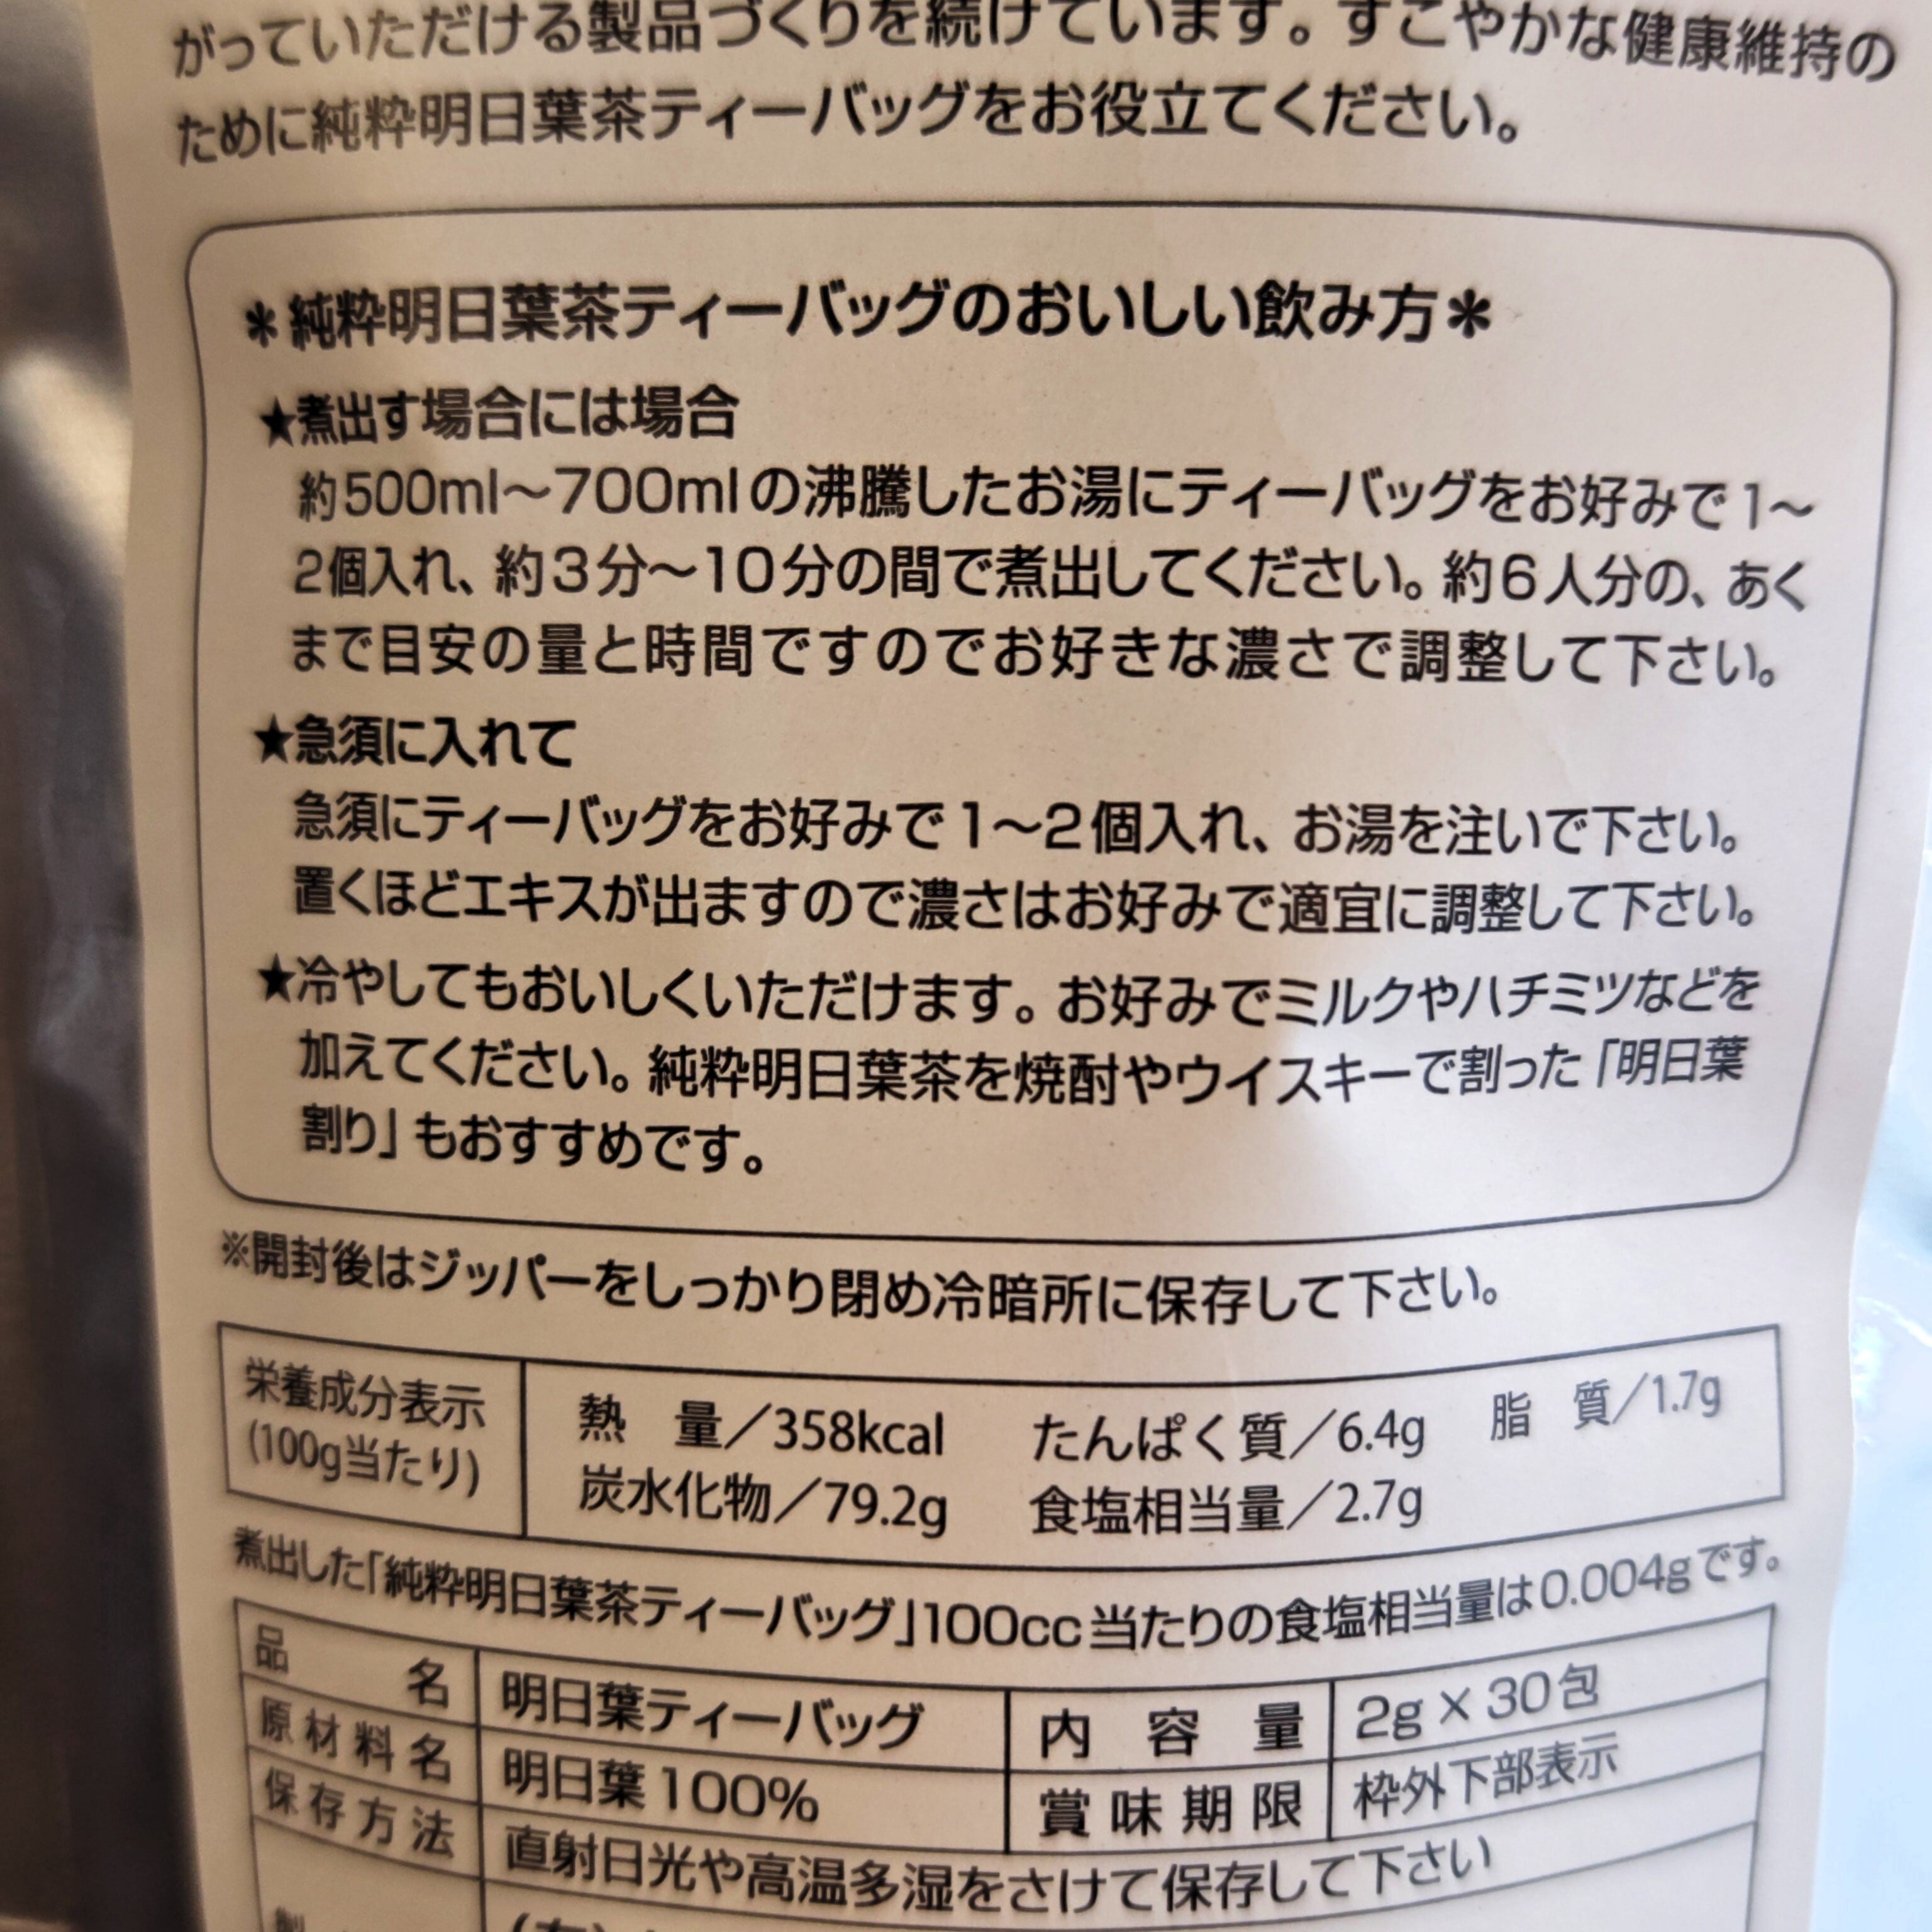 がっていただける製品づくりを続けています。すこやかな健康維持の
ために純粋明日葉茶ティーバッグをお役立てください。
＊純粋明日葉茶ティーバッグのおいしい飲み方＊
★煮出す場合には場合
約500ml～700mlの沸騰したお湯にティーバッグをお好みで1～
2個入れ、約3分～10分の間で煮出してください。約6人分の、あく
まで目安の量と時間ですのでお好きな濃さで調整して下さい。
★急須に入れて
急須にティーバッグをお好みで1～2個入れ、お湯を注いで下さい。
置くほどエキスが出ますので濃さはお好みで適宜に調整して下さい。
★冷やしてもおいしくいただけます。お好みでミルクやハチミツなどを
加えてください。純粋明日葉茶を焼酎やウイスキーで割った「明日葉
割り」もおすすめです。
※開封後はジッパーをしっかり閉め冷暗所に保存して下さい。
栄養成分表示
(100g当たり)
熱　量／358kcal　たんぱく質／6.4g　脂　質／1.7g
炭水化物／79.2g　食塩相当量／2.7g
煮出した「純粋明日葉茶ティーバッグ」100cc当たりの食塩相当量は0.004gです。
品名 明日葉ティーバッグ 内容量 2g×30包
原材料名 明日葉100% 賞味期限 枠外下部表示
保存方法 直射日光や高温多湿をさけて保存して下さい